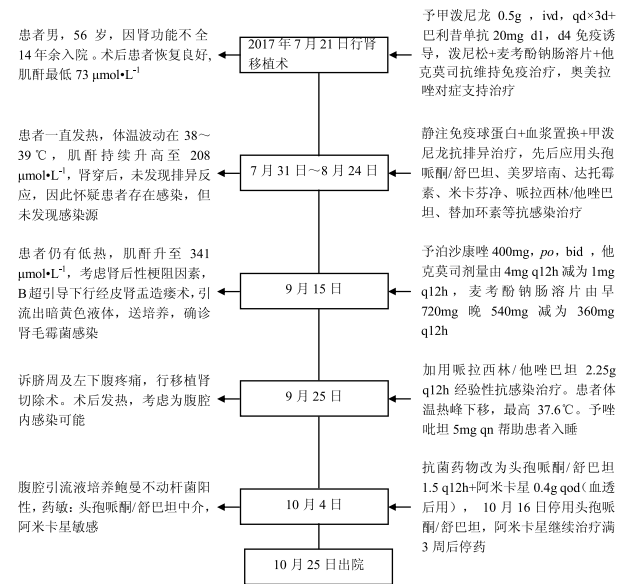 患者男，56 岁，因肾功能不全
14 年余入院。术后患者恢复良好，
肌酐最低 73 μmol•L-1
2017 年 7 月 21 日行肾
移植术
予甲泼尼龙 0.5g，ivd，qd×3d+
巴利昔单抗 20mg d1，d4 免疫诱
导，泼尼松+麦考酚钠肠溶片+他
克莫司抗维持免疫治疗，奥美拉
唑对症支持治疗
患者一直发热，体温波动在 38～
39℃，肌酐持续升高至 208
μmol•L-1，肾穿后，未发现排异反
应，因此怀疑患者存在感染，但
未发现感染源
7 月 31 日～8 月 24 日
静注免疫球蛋白+血浆置换+甲泼
尼龙抗排异治疗，先后应用头孢
哌酮/舒巴坦、美罗培南、达托霉
素、米卡芬净、哌拉西林/他唑巴
坦、替加环素等抗感染治疗
患者仍有低热，肌酐升至 341
μmol•L-1，考虑肾后性梗阻因素，
B超引导下行经皮肾盂造瘘术，引
流出暗黄色液体，送培养，确诊
肾毛霉菌感染
9 月 15 日
予泊沙康唑 400mg，po，bid，他
克莫司剂量由 4mg q12h 减为 1mg
q12h，麦考酚钠肠溶片由早
720mg 晚 540mg 减为 360mg
q12h
诉脐周及左下腹疼痛，行移植肾
切除术。术后发热，考虑为腹腔
内感染可能
9 月 25 日
加用哌拉西林/他唑巴坦 2.25g
q12h 经验性抗感染治疗。患者体
温热峰下移，最高 37.6℃。予唑
吡坦 5mg qn 帮助患者入睡
腹腔引流液培养鲍曼不动杆菌阳
性，药敏：头孢哌酮/舒巴坦中介，
阿米卡星敏感
10 月 4 日
抗菌药物改为头孢哌酮/舒巴坦
1.5 q12h+阿米卡星 0.4g qod（血透
后用），10 月 16 日停用头孢哌
酮/舒巴坦，阿米卡星继续治疗满
3 周后停药
10 月 25 日出院